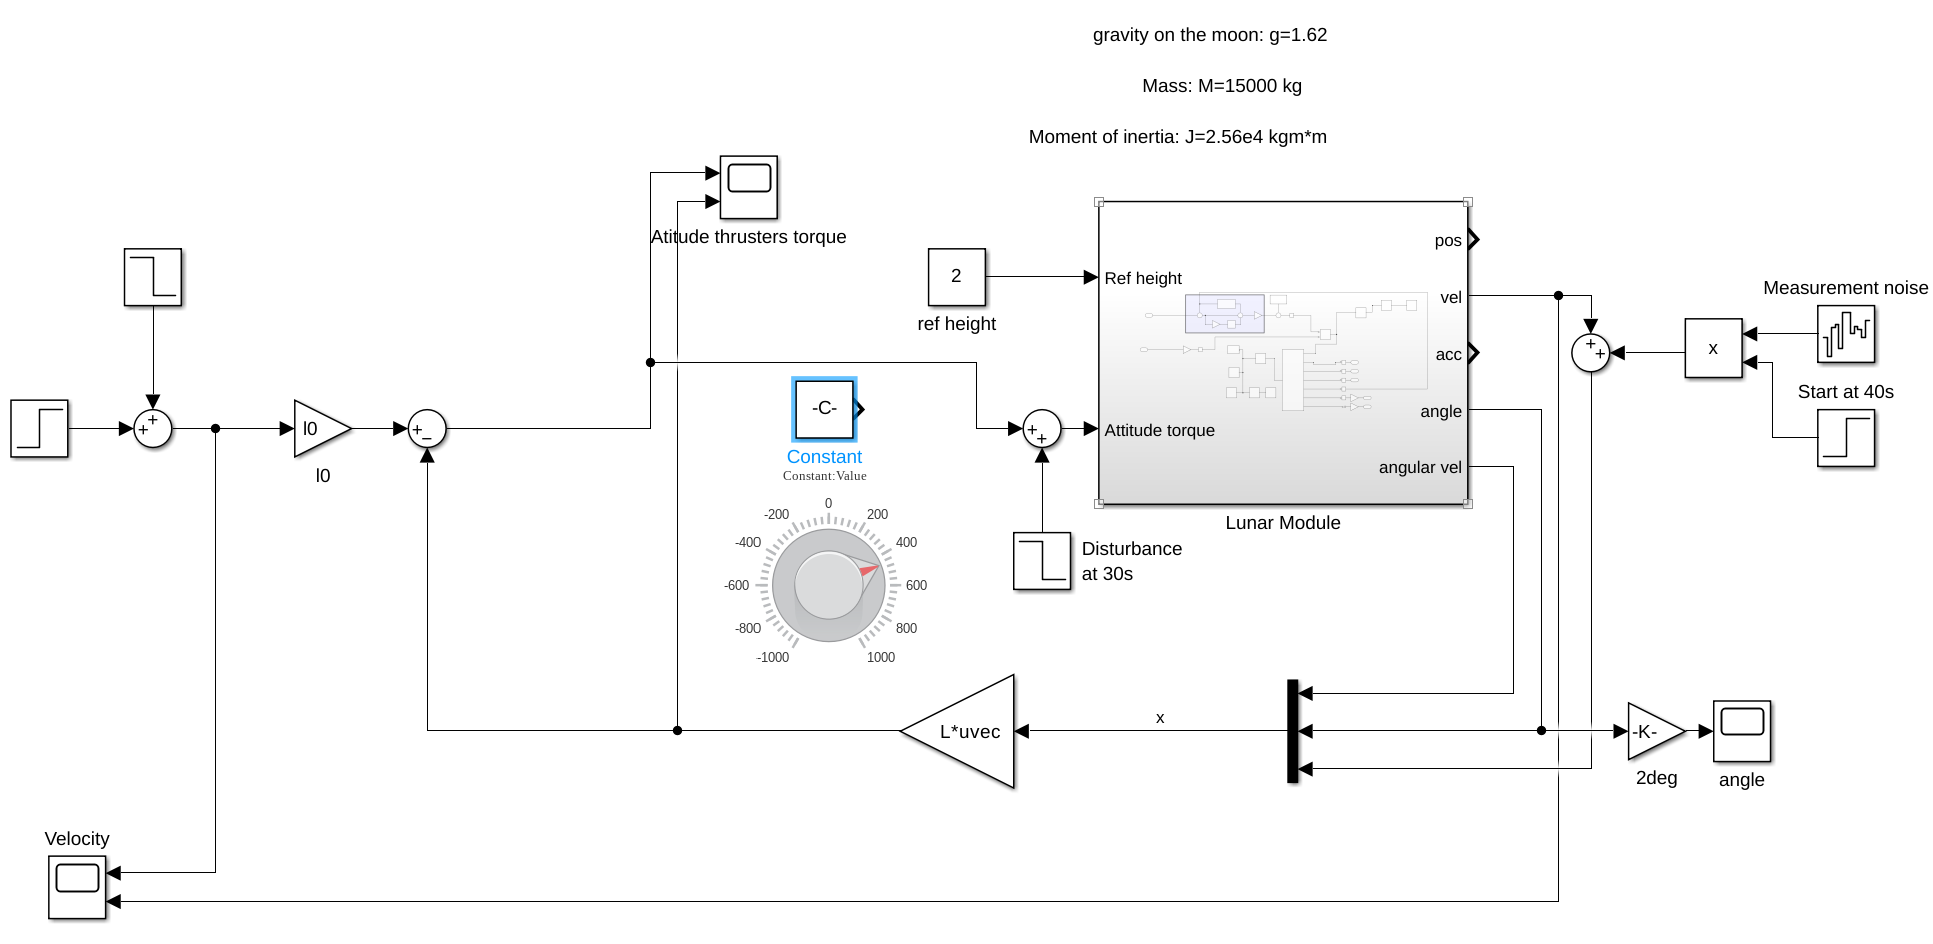 gravity on the moon: g=1.62
Mass: M=15000 kg
Moment of inertia: J=2.56e4 kgm*m
Atitude thrusters torque
2
ref height
Ref height
Attitude torque
pos
vel
acc
angle
angular vel
Lunar Module
Measurement noise
x
Start at 40s
+
+
+
+
l0
l0
+
−
-C-
Constant
Constant:Value
0
-200
200
-400
400
-600
600
-800
800
-1000
1000
+
+
Disturbance
at 30s
L*uvec
x
-K-
2deg
angle
Velocity